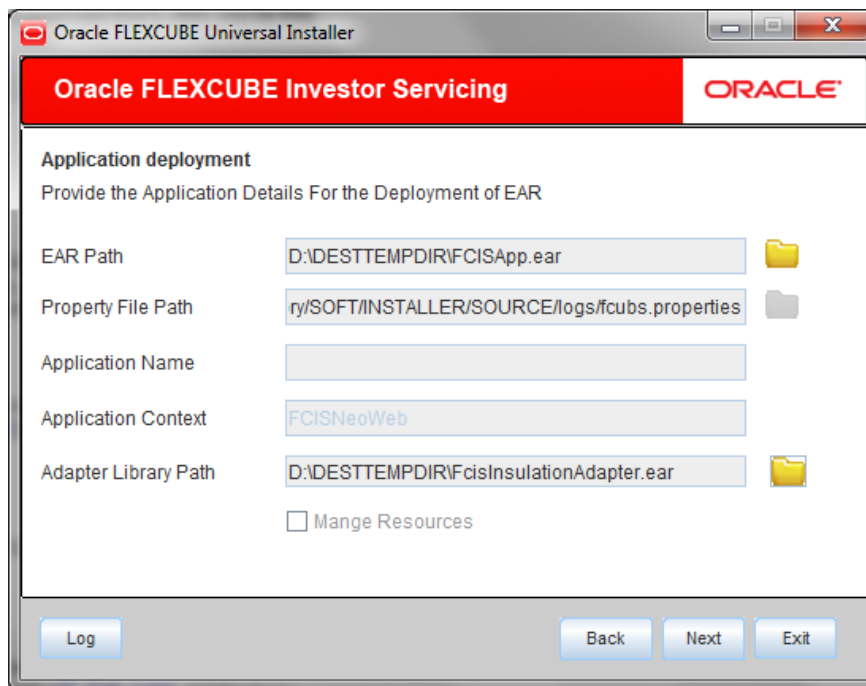 Oracle FLEXCUBE Universal Installer
Oracle FLEXCUBE Investor Servicing
ORACLE
Application deployment
Provide the Application Details For the Deployment of EAR
EAR Path D:\DESTTEMPDIR\FCISApp.ear
Property File Path ry/SOFT/INSTALLER/SOURCE/logs/fcubs.properties
Application Name
Application Context FCISNeoWeb
Adapter Library Path D:\DESTTEMPDIR\FcisInsulationAdapter.ear
Mange Resources
Log Back Next Exit